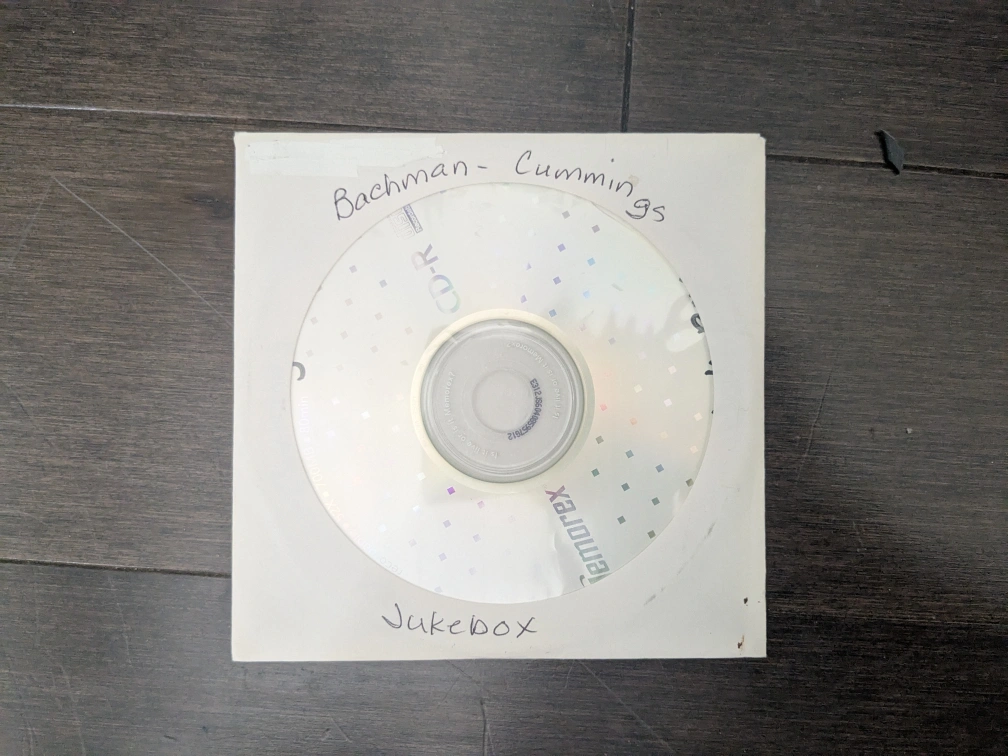 Bachman- Cummings
CD-R
Memorex
Jukebox